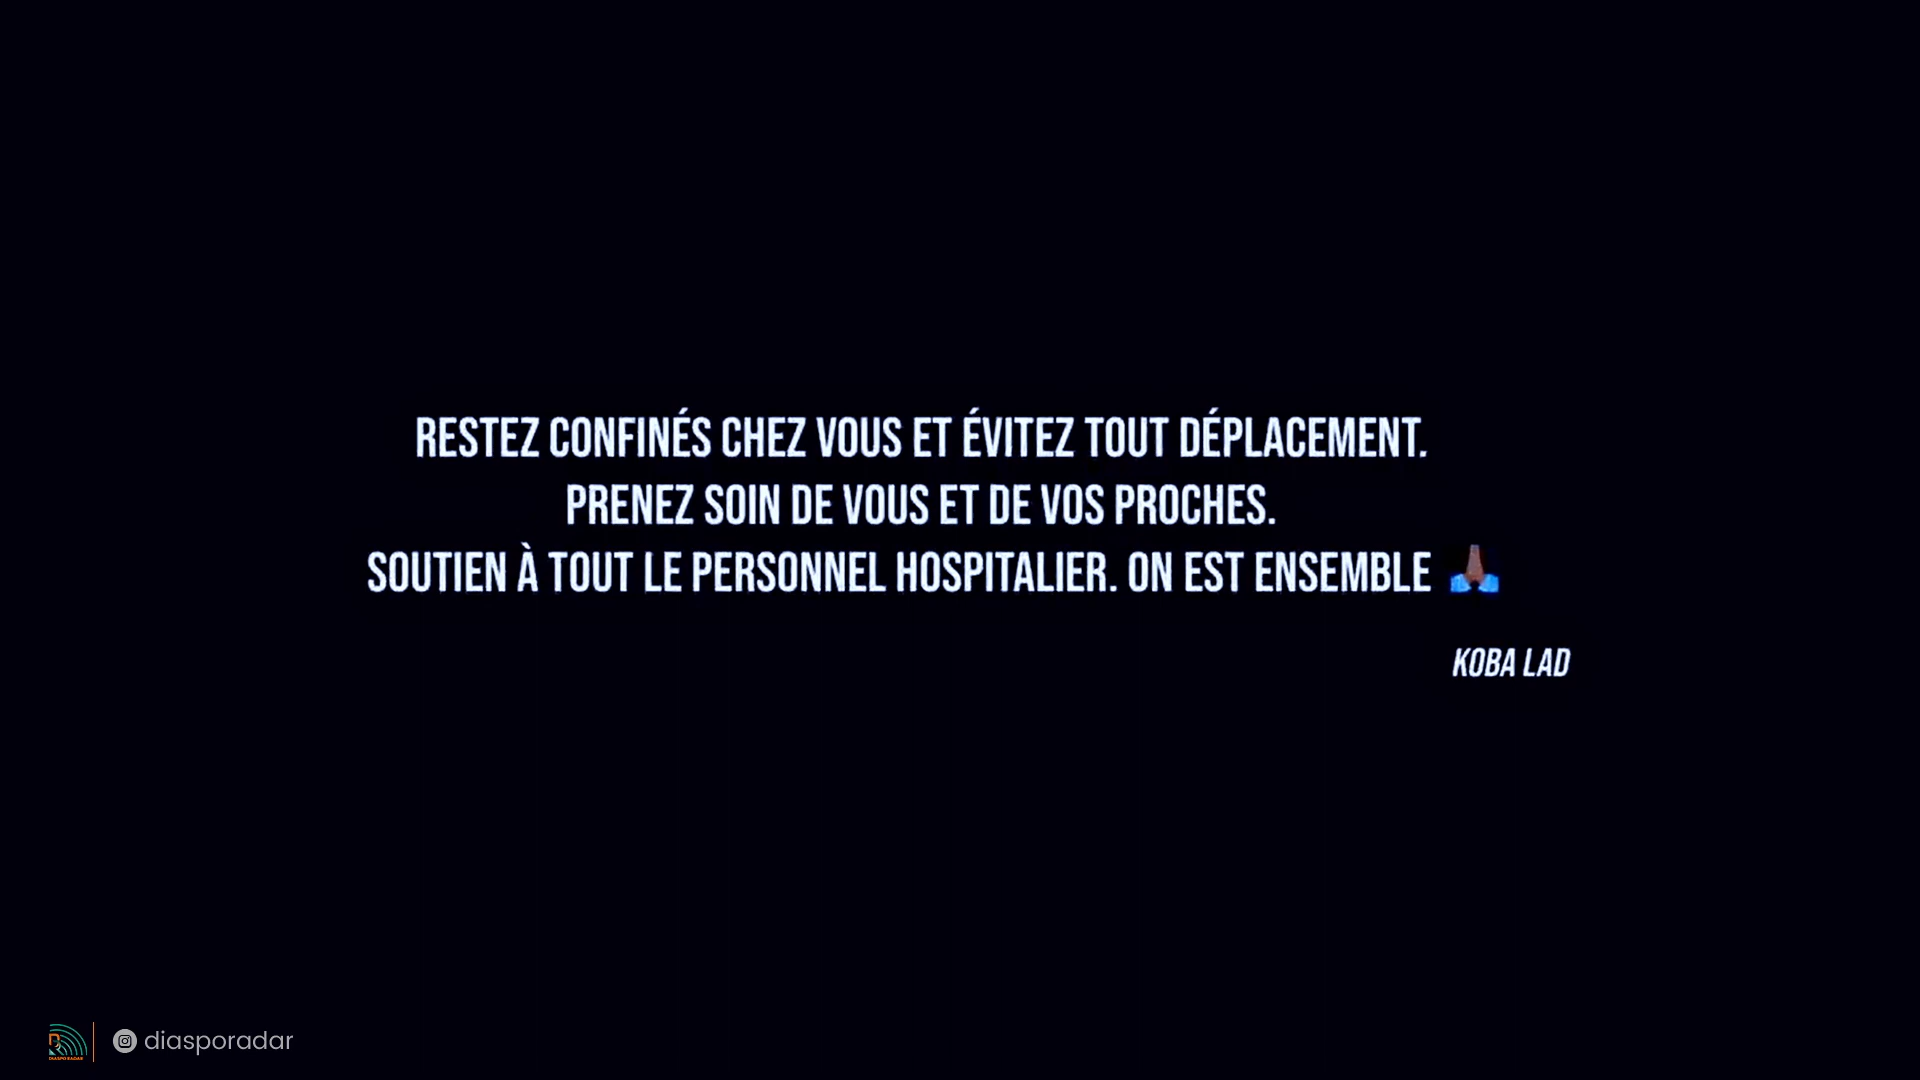 RESTEZ CONFINÉS CHEZ VOUS ET ÉVITEZ TOUT DÉPLACEMENT.
PRENEZ SOIN DE VOUS ET DE VOS PROCHES.
SOUTIEN À TOUT LE PERSONNEL HOSPITALIER. ON EST ENSEMBLE 🙏🏾
KOBA LAD
DIASPORADAR
diasporadar